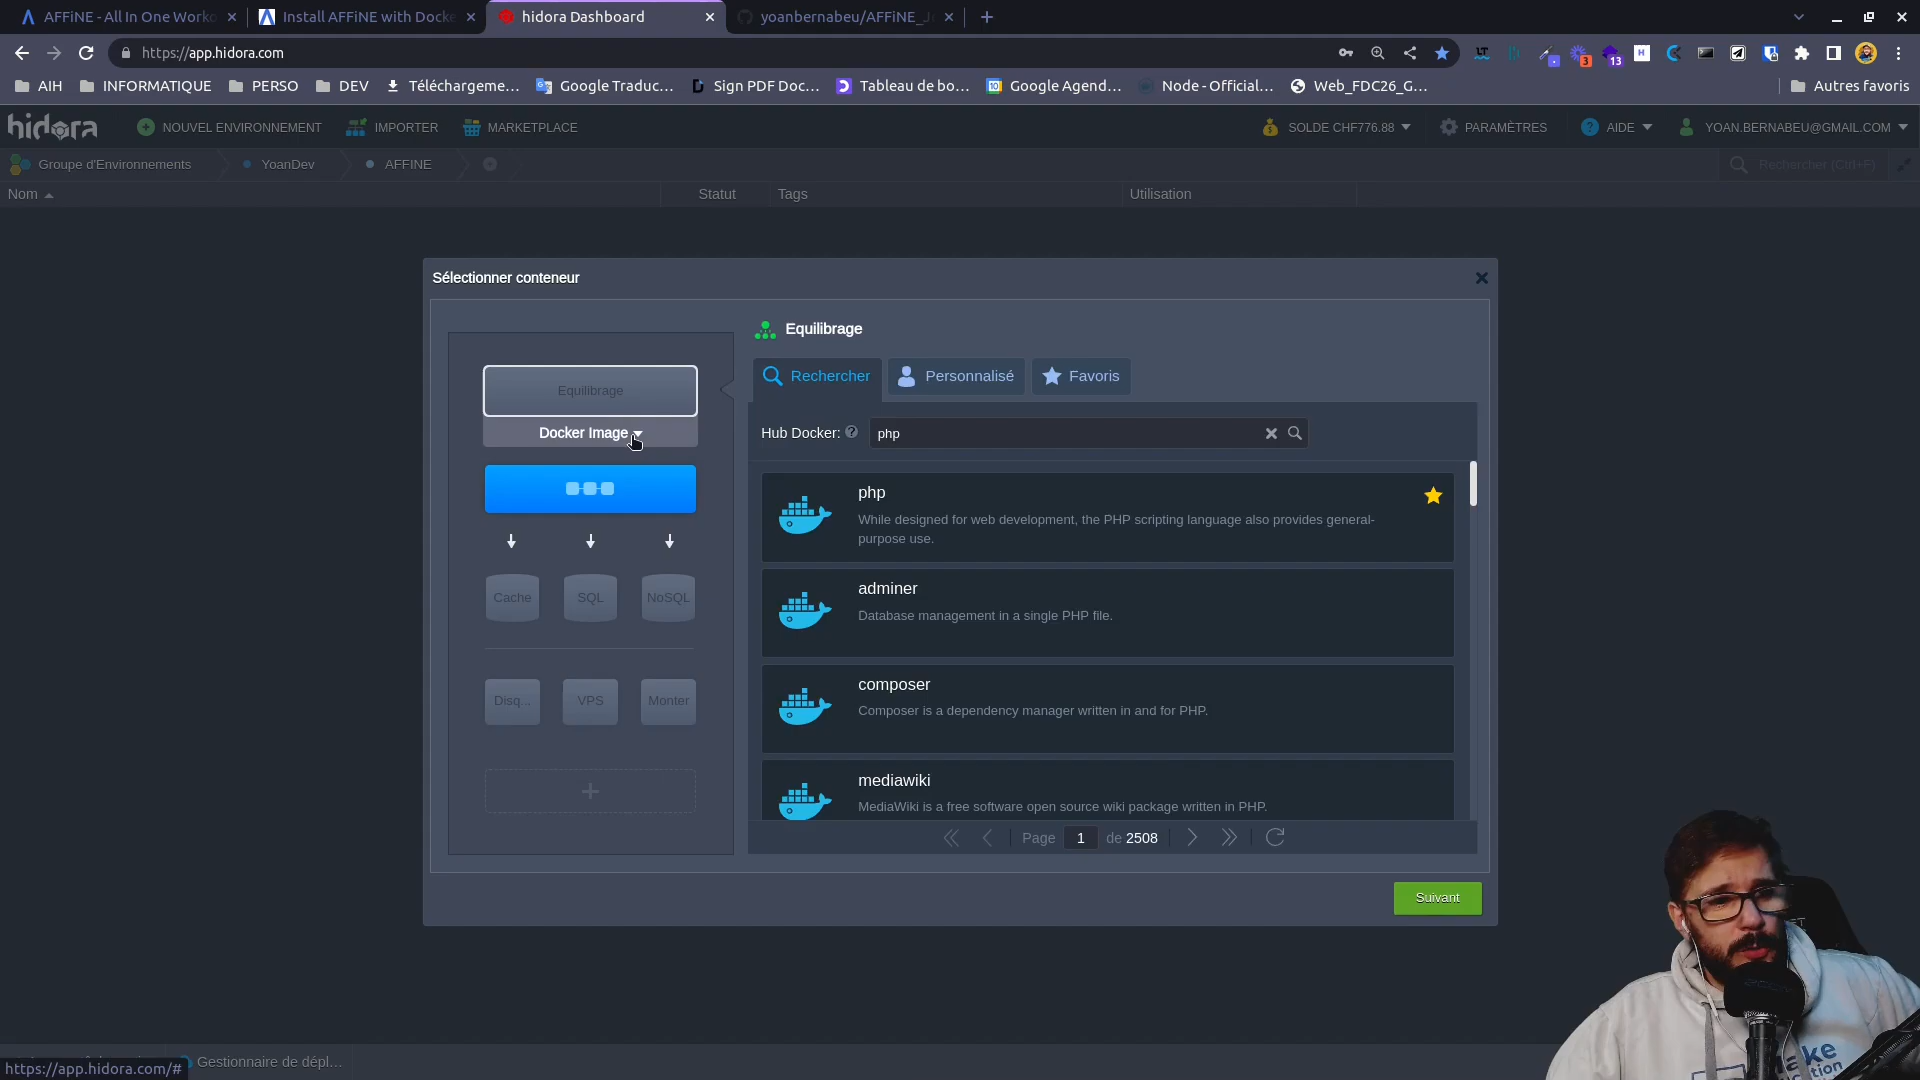 AFFiNE - All In One Worko
Install AFFiNE with Docke
hidora Dashboard
yoanbernabeu/AFFiNE_J
https://app.hidora.com
AIH
INFORMATIQUE
PERSO
DEV
Téléchargeme...
Google Traduc...
Sign PDF Doc...
Tableau de bo...
Google Agend...
Node - Official...
Web_FDC26_G...
Autres favoris
hidora
NOUVEL ENVIRONNEMENT
IMPORTER
MARKETPLACE
SOLDE CHF776.88
PARAMÈTRES
AIDE
YOAN.BERNABEU@GMAIL.COM
Groupe d'Environnements
YoanDev
AFFINE
Rechercher (Ctrl+F)
Nom
Statut
Tags
Utilisation
Sélectionner conteneur
Equilibrage
Docker Image
Cache
SQL
NoSQL
Disq...
VPS
Monter
Equilibrage
Rechercher
Personnalisé
Favoris
Hub Docker:
php
php
While designed for web development, the PHP scripting language also provides general-
purpose use.
adminer
Database management in a single PHP file.
composer
Composer is a dependency manager written in and for PHP.
mediawiki
MediaWiki is a free software open source wiki package written in PHP.
Page 1 de 2508
Suivant
Gestionnaire de dépl...
https://app.hidora.com/#